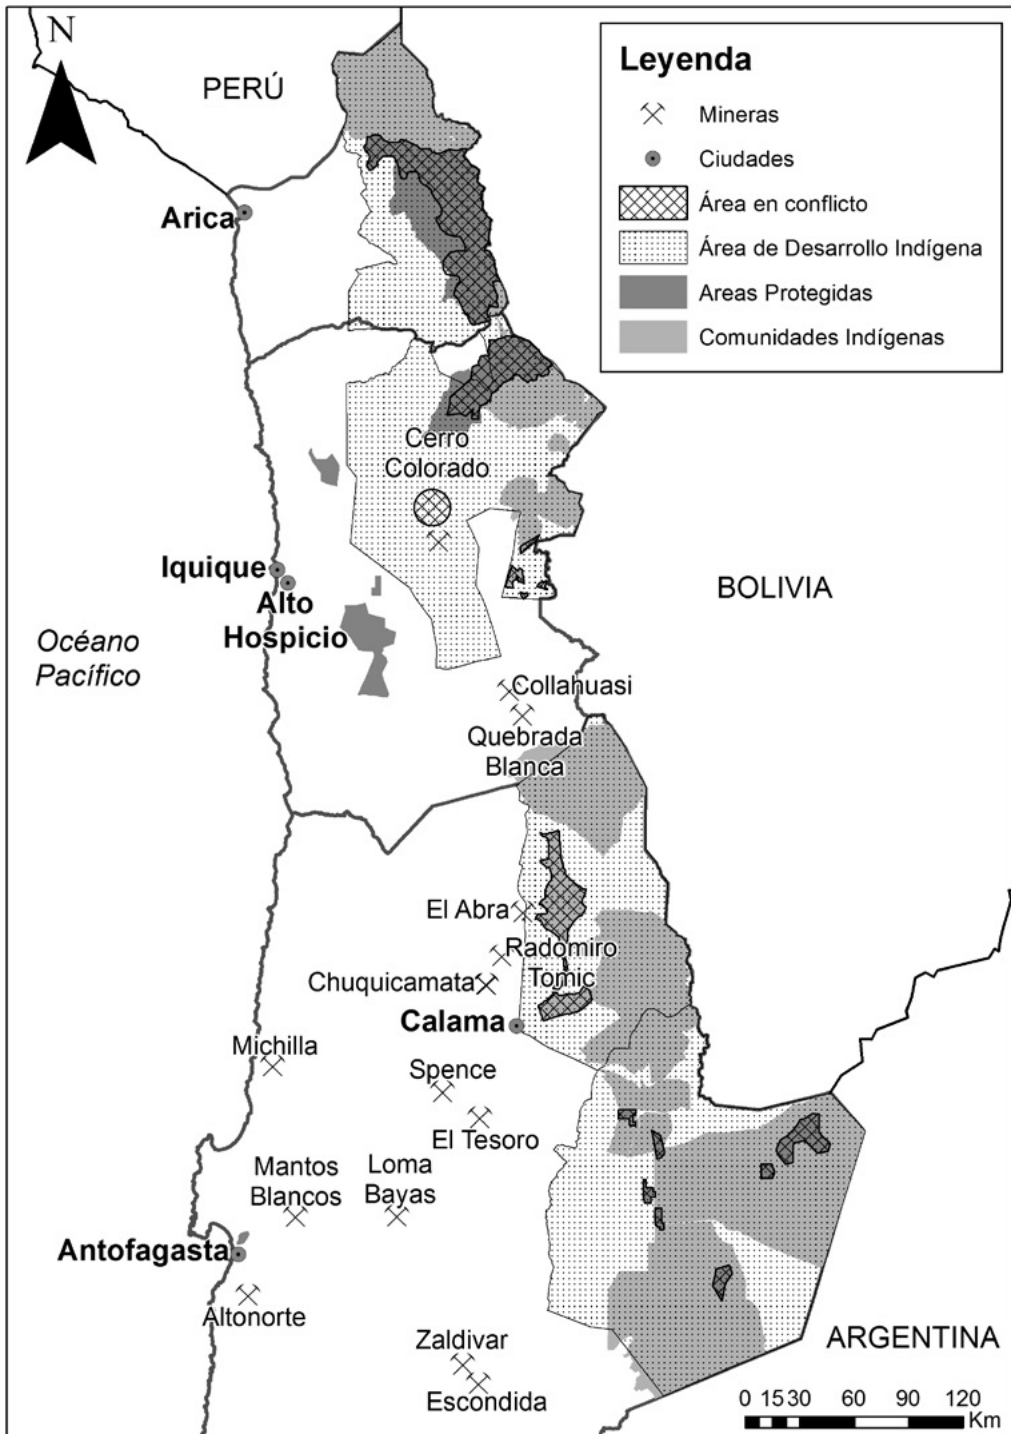 N
PERÚ
Leyenda
Mineras
Ciudades
Área en conflicto
Área de Desarrollo Indígena
Areas Protegidas
Comunidades Indígenas
Arica
Cerro
Colorado
Iquique
Alto
Hospicio
BOLIVIA
Océano
Pacífico
Collahuasi
Quebrada
Blanca
El Abra
Radomiro
Tomic
Chuquicamata
Calama
Michilla
Spence
El Tesoro
Mantos
Blancos
Loma
Bayas
Antofagasta
Altonorte
Zaldivar
Escondida
ARGENTINA
0 15 30 60 90 120
Km